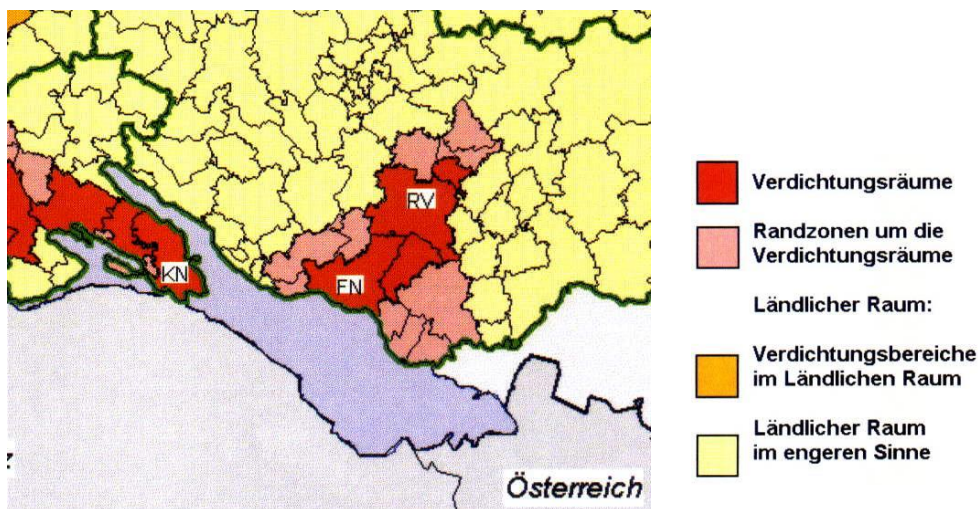 RV
FN
KN
Österreich
Verdichtungsräume
Randzonen um die
Verdichtungsräume
Ländlicher Raum:
Verdichtungsbereiche
im Ländlichen Raum
Ländlicher Raum
im engeren Sinne